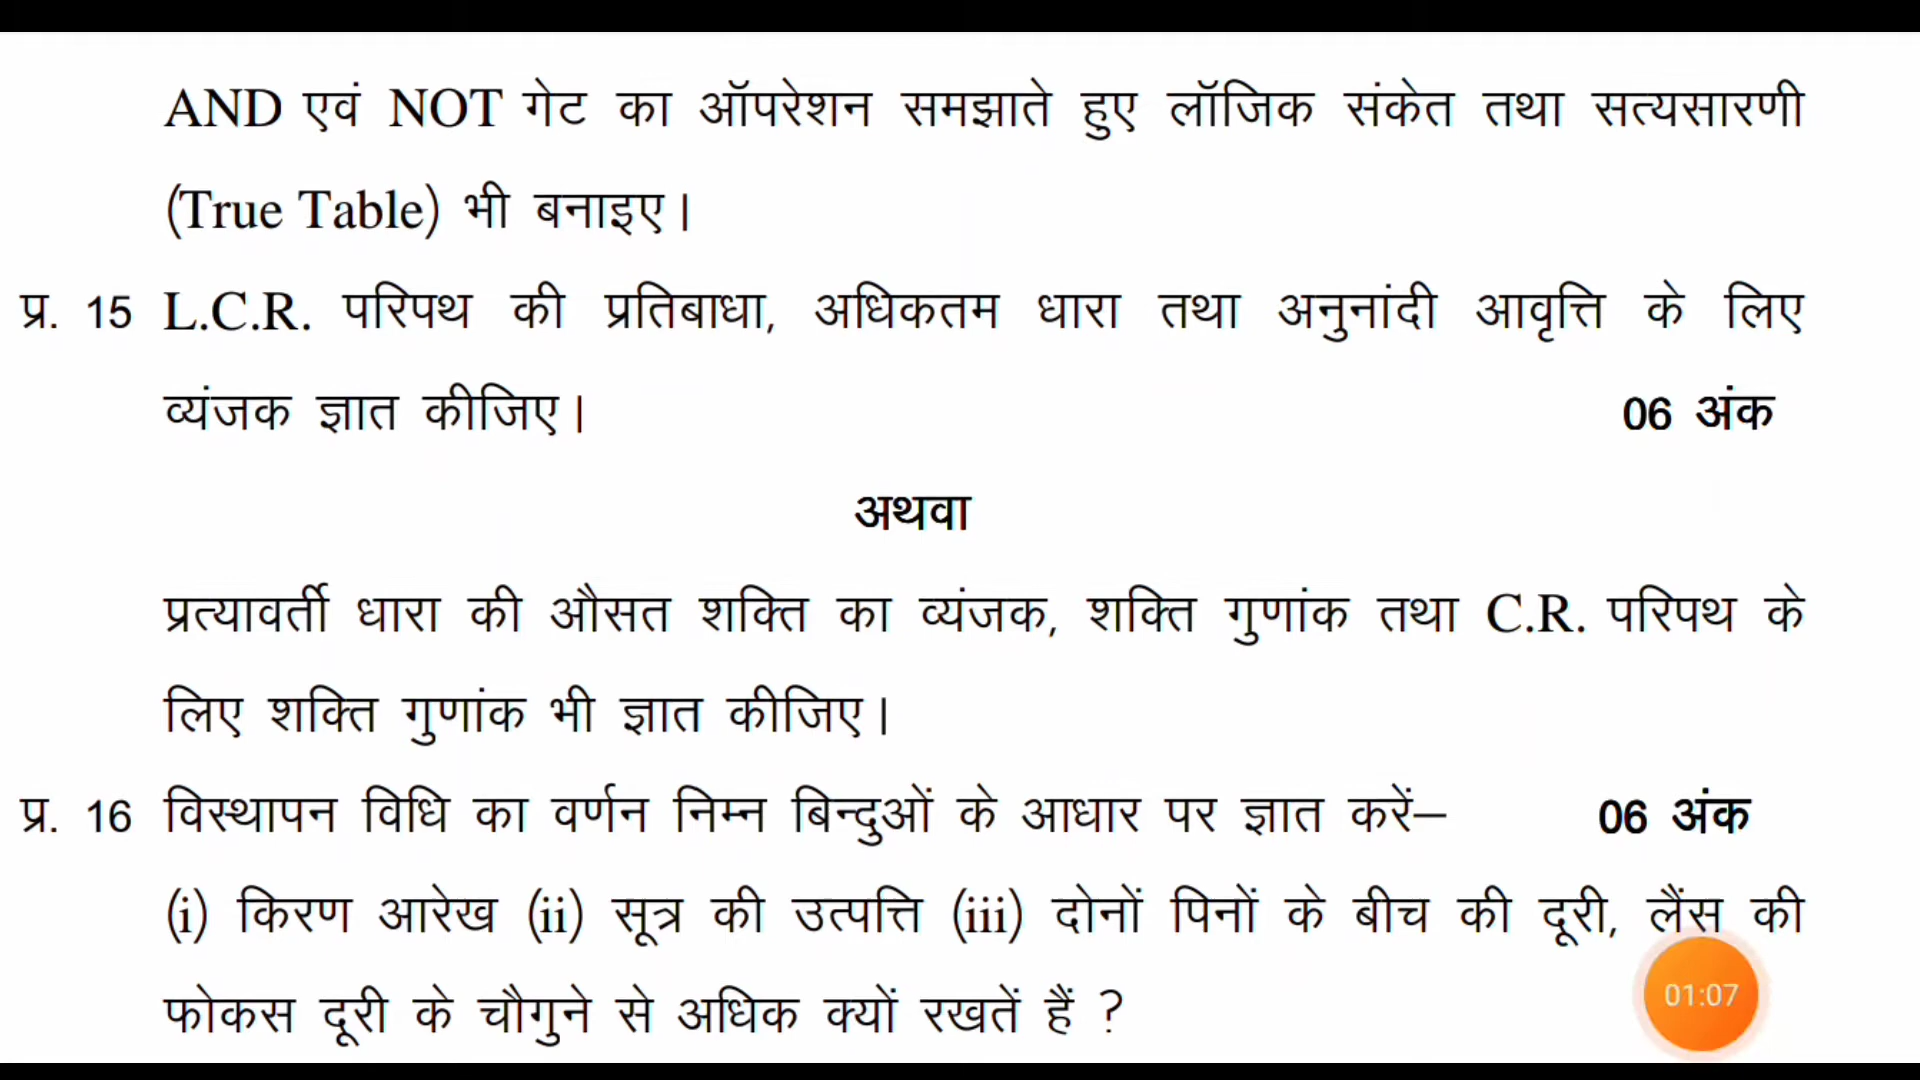 AND एवं NOT गेट का ऑपरेशन समझाते हुए लॉजिक संकेत तथा सत्यसारणी
(True Table) भी बनाइए।
प्र. 15 L.C.R. परिपथ की प्रतिबाधा, अधिकतम धारा तथा अनुनांदी आवृत्ति के लिए
व्यंजक ज्ञात कीजिए। 06 अंक
अथवा
प्रत्यावर्ती धारा की औसत शक्ति का व्यंजक, शक्ति गुणांक तथा C.R. परिपथ के
लिए शक्ति गुणांक भी ज्ञात कीजिए।
प्र. 16 विस्थापन विधि का वर्णन निम्न बिन्दुओं के आधार पर ज्ञात करें– 06 अंक
(i) किरण आरेख (ii) सूत्र की उत्पत्ति (iii) दोनों पिनों के बीच की दूरी, लैंस की
फोकस दूरी के चौगुने से अधिक क्यों रखतें हैं ?
01:07